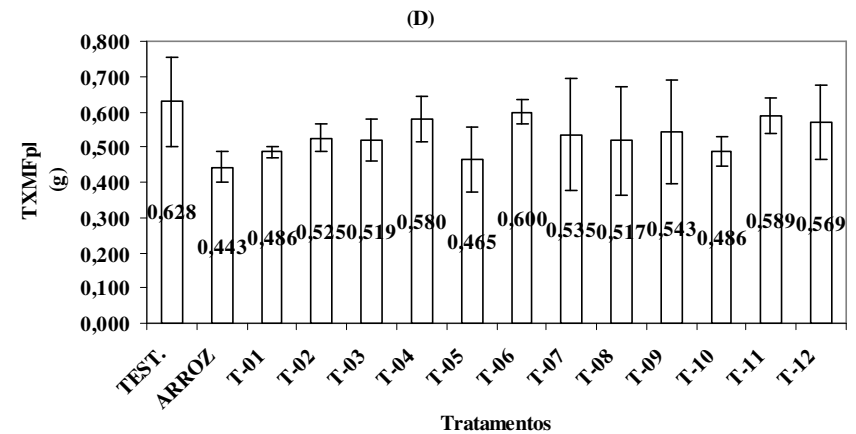 (D)
0,800
0,700
0,600
0,500
0,400
0,300
0,200
0,100
0,000
TXMFpl
(g)
0,628 0,443 0,486 0,525 0,519 0,580 0,465 0,600 0,535 0,517 0,543 0,486 0,589 0,569
TEST. ARROZ T-01 T-02 T-03 T-04 T-05 T-06 T-07 T-08 T-09 T-10 T-11 T-12
Tratamentos